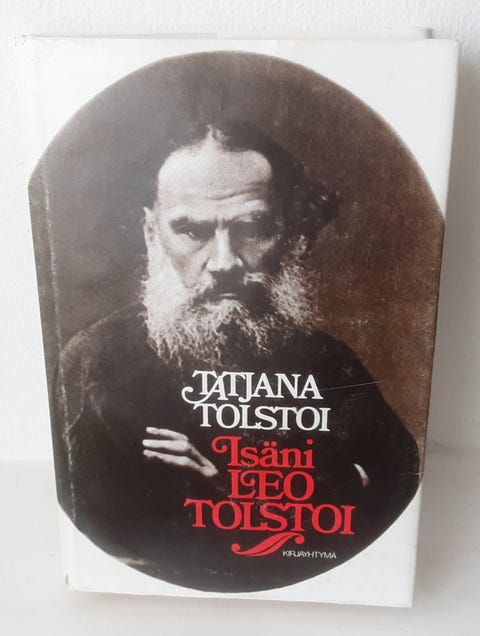 TATJANA
TOLSTOI
Isäni
LEO
TOLSTOI
KIRJAYHTYMÄ